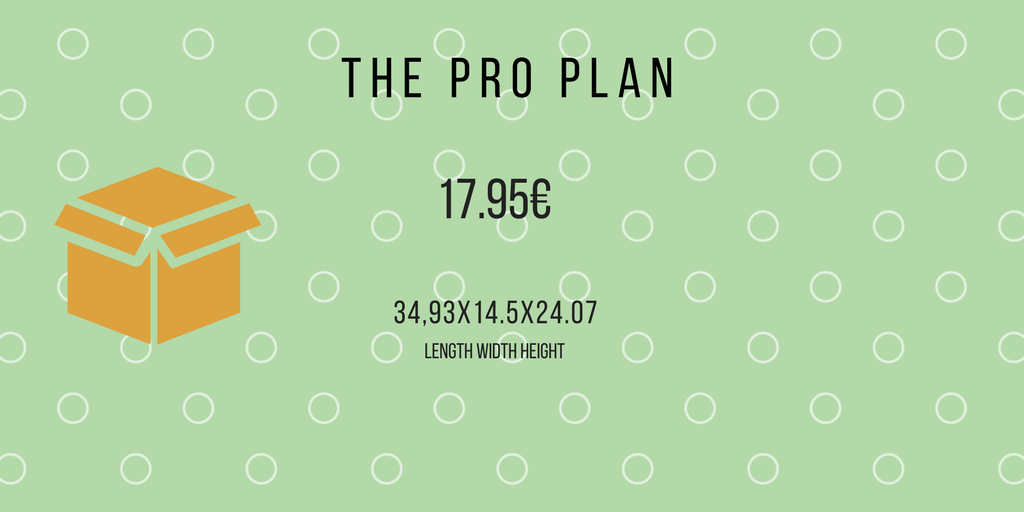 THE PRO PLAN
17.95€
34,93X14.5X24.07
LENGTH WIDTH HEIGHT